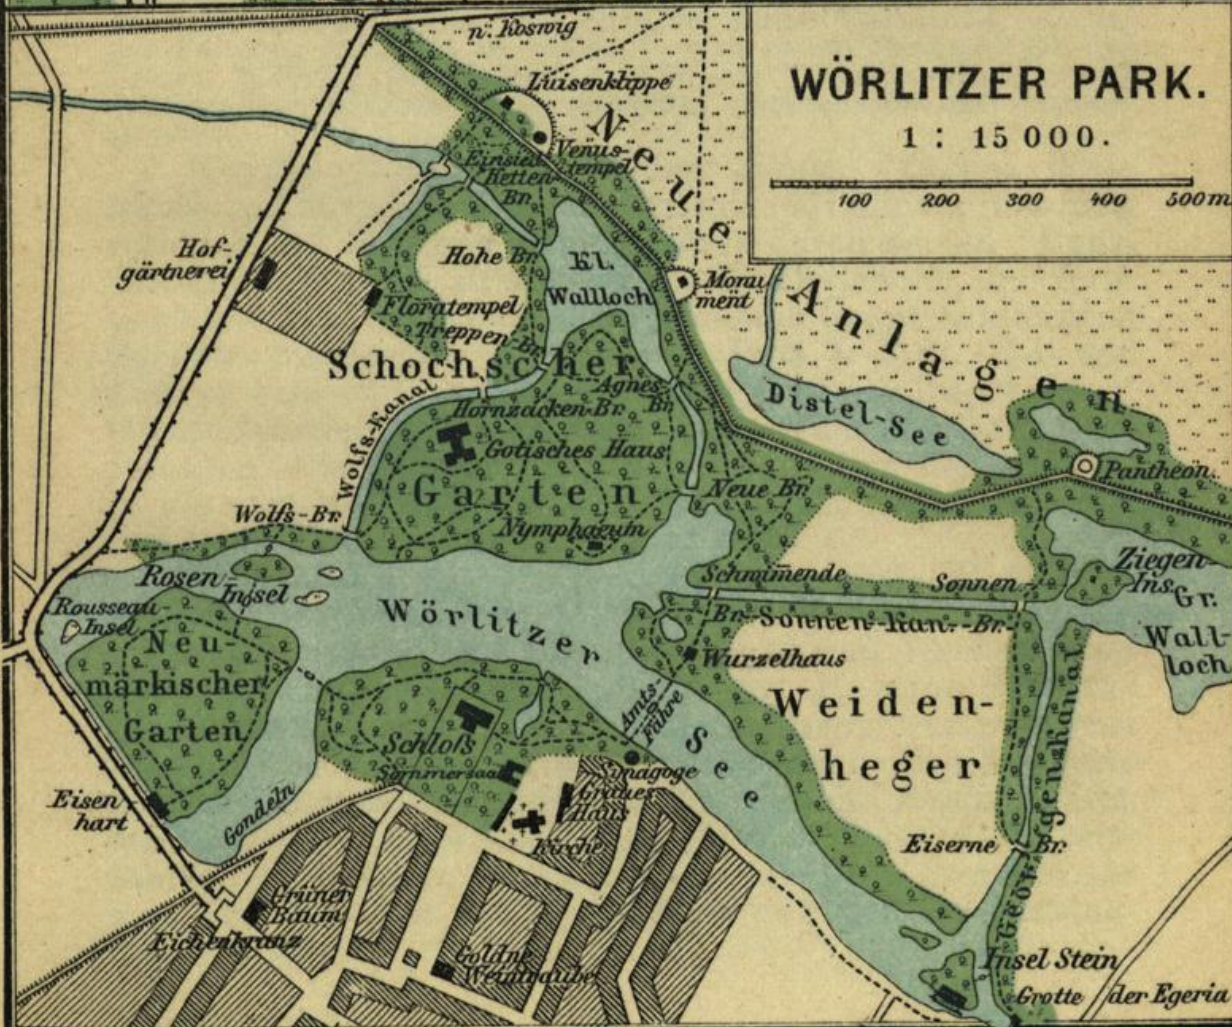 WÖRLITZER PARK.
1 : 15 000.
100 200 300 400 500 m
n. Koswig
Luisenklippe
Venus-
tempel
Neue
Anlagen
Einsied.
Ketten-
Br.
Hof-
gärtnerei
Hohe Br.
Kl.
Wallloch
Monu
ment
Floratempel
Treppen-Br.
Schochscher
Garten
Agnes-
Br.
Distel-See
Wolfs-Kanal
Hornzacken-Br.
Gotisches Haus
Pantheon
Neue Br.
Wolfs-Br.
Nymphaeum
Rosen-
Insel
Schwimmende
Br.
Sonnen-
Br.
Sonnen-Kan.
Ziegen-
Ins.
Gr.
Wall-
loch
Rousseau-
Insel
Neu-
märkischer
Garten
Wörlitzer
See
Wurzelhaus
Amts-
Fähre
Weiden-
heger
Georgenkanal
Schloſs
Sommersaal
Synagoge
Graues
Haus
Kirche
Eisen
hart
Gondeln
Eiserne Br.
Grüner
Baum
Eichenkranz
Goldne
Weintraube
Insel Stein
Grotte der Egeria